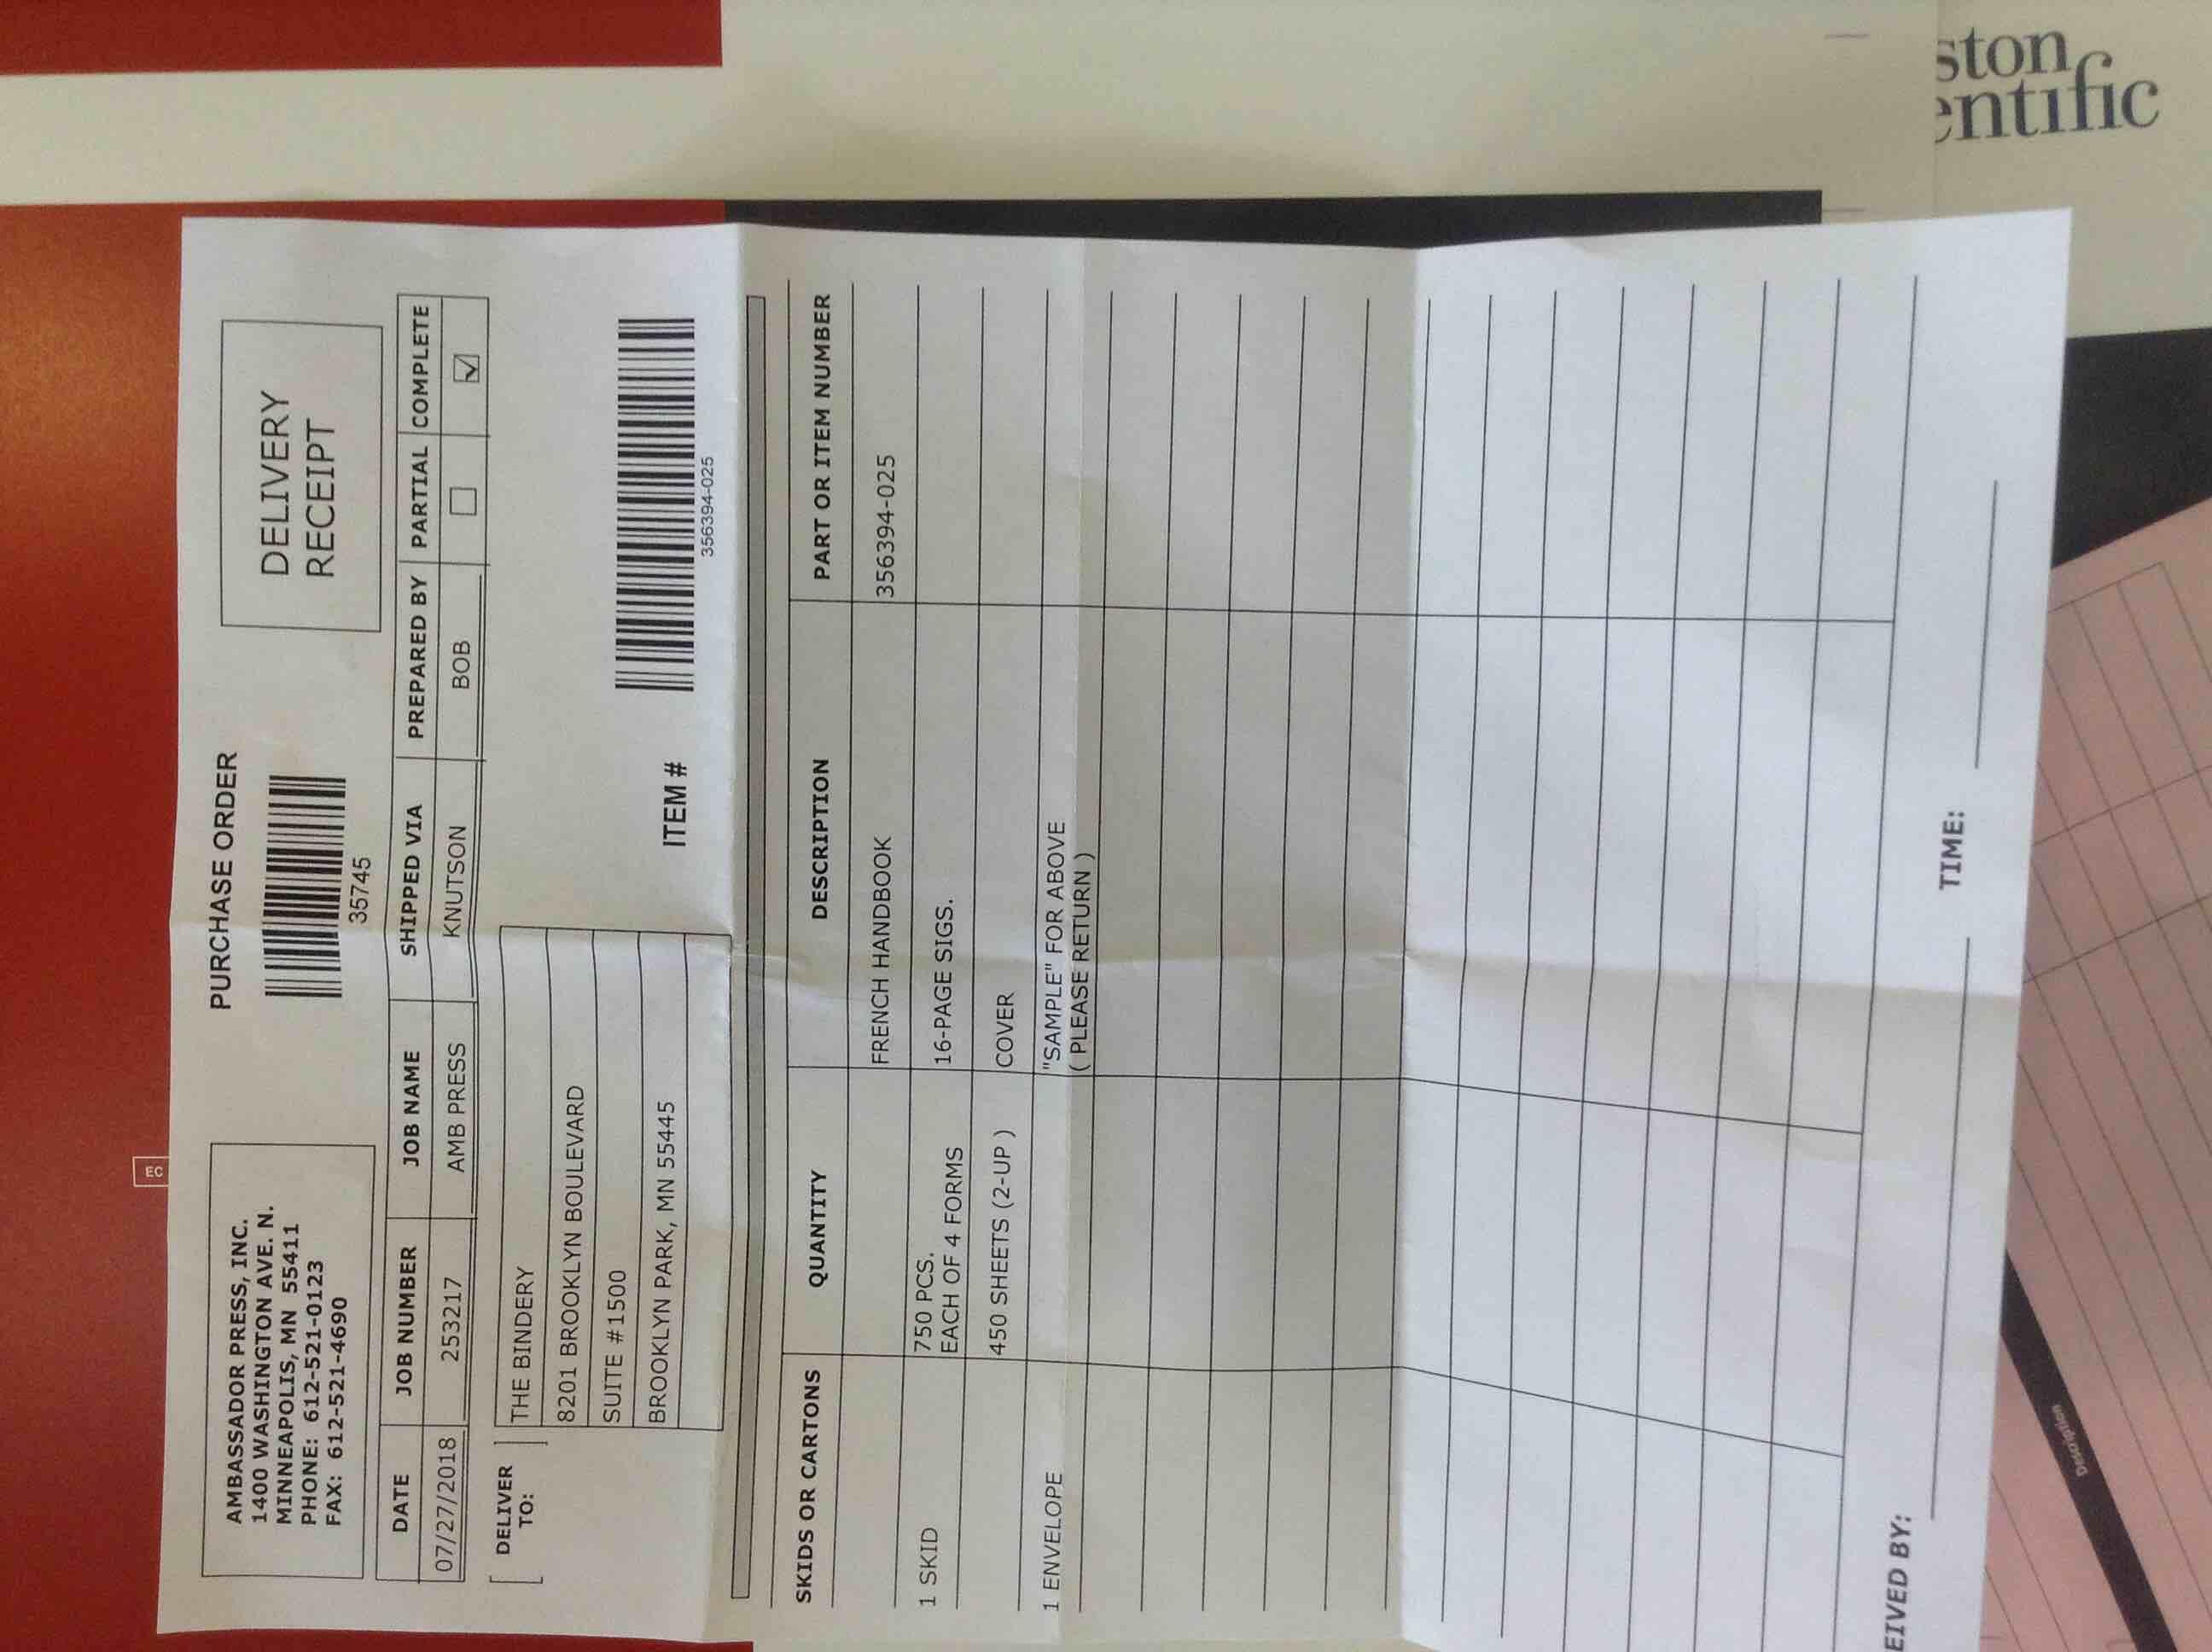 AMBASSADOR PRESS, INC.
1400 WASHINGTON AVE. N.
MINNEAPOLIS, MN 55411
PHONE: 612-521-0123
FAX: 612-521-4690
PURCHASE ORDER
35745
DELIVERY
RECEIPT
DATE JOB NUMBER JOB NAME SHIPPED VIA PREPARED BY PARTIAL COMPLETE
07/27/2018 253217 AMB PRESS KNUTSON BOB
DELIVER
TO:
THE BINDERY
8201 BROOKLYN BOULEVARD
SUITE #1500
BROOKLYN PARK, MN 55445
ITEM #
356394-025
SKIDS OR CARTONS QUANTITY DESCRIPTION PART OR ITEM NUMBER
FRENCH HANDBOOK 356394-025
1 SKID 750 PCS. 16-PAGE SIGS.
EACH OF 4 FORMS
450 SHEETS (2-UP ) COVER
1 ENVELOPE "SAMPLE" FOR ABOVE
( PLEASE RETURN )
EIVED BY: TIME:
ston
entific
EC
Description